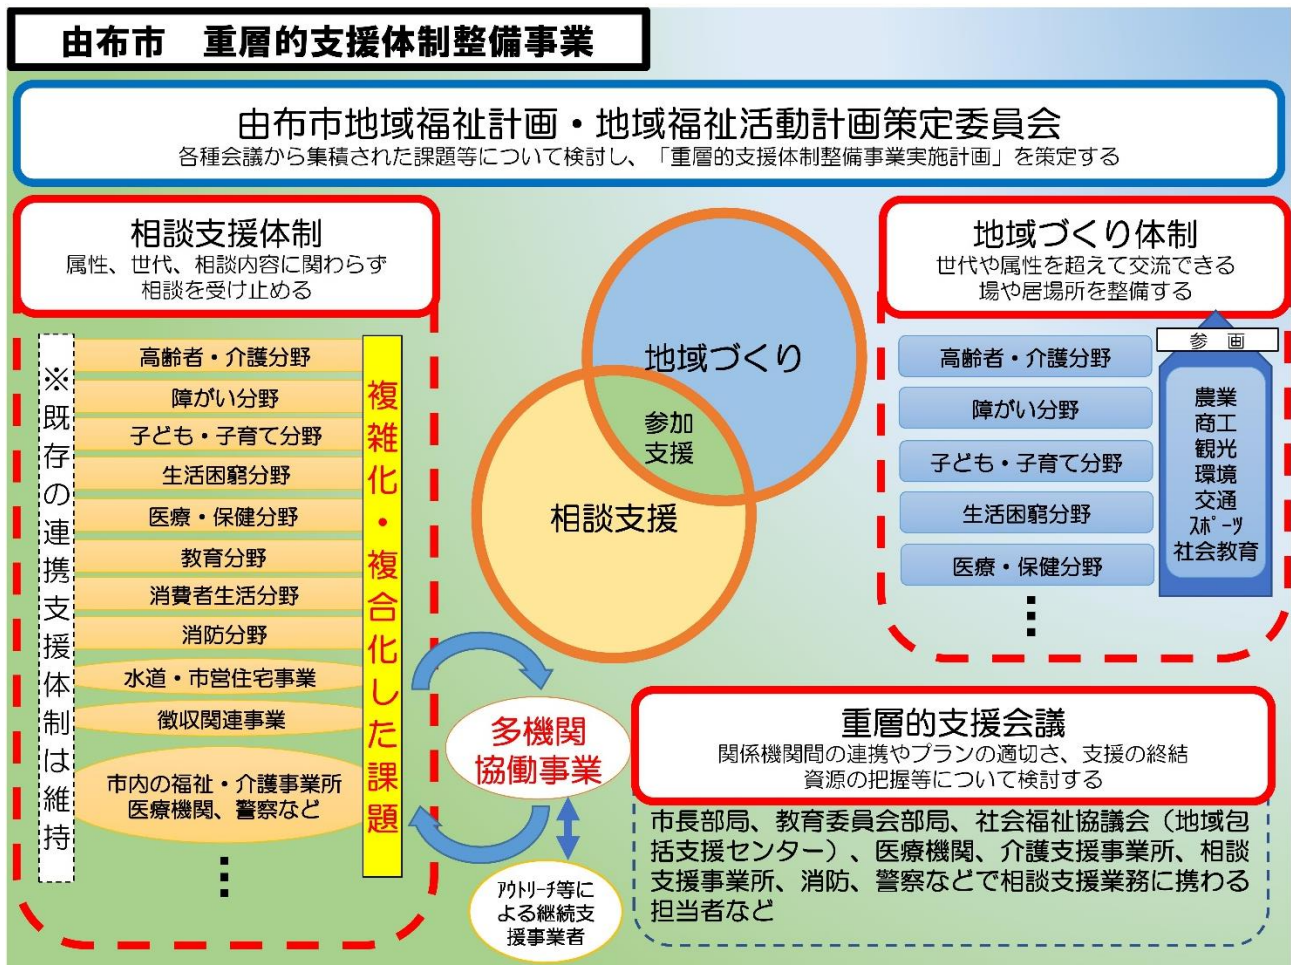 由布市　重層的支援体制整備事業
由布市地域福祉計画・地域福祉活動計画策定委員会
各種会議から集積された課題等について検討し、「重層的支援体制整備事業実施計画」を策定する
相談支援体制
属性、世代、相談内容に関わらず
相談を受け止める
※既存の連携支援体制は維持
高齢者・介護分野
障がい分野
子ども・子育て分野
生活困窮分野
医療・保健分野
教育分野
消費者生活分野
消防分野
水道・市営住宅事業
徴収関連事業
市内の福祉・介護事業所
医療機関、警察など
複雑化・複合化した課題
地域づくり
参加
支援
相談支援
地域づくり体制
世代や属性を超えて交流できる
場や居場所を整備する
高齢者・介護分野
障がい分野
子ども・子育て分野
生活困窮分野
医療・保健分野
参　画
農業
商工
観光
環境
交通
ｽﾎﾟｰﾂ
社会教育
多機関
協働事業
ｱｳﾄﾘｰﾁ等に
よる継続支
援事業者
重層的支援会議
関係機関間の連携やプランの適切さ、支援の終結
資源の把握等について検討する
市長部局、教育委員会部局、社会福祉協議会（地域包
括支援センター）、医療機関、介護支援事業所、相談
支援事業所、消防、警察などで相談支援業務に携わる
担当者など